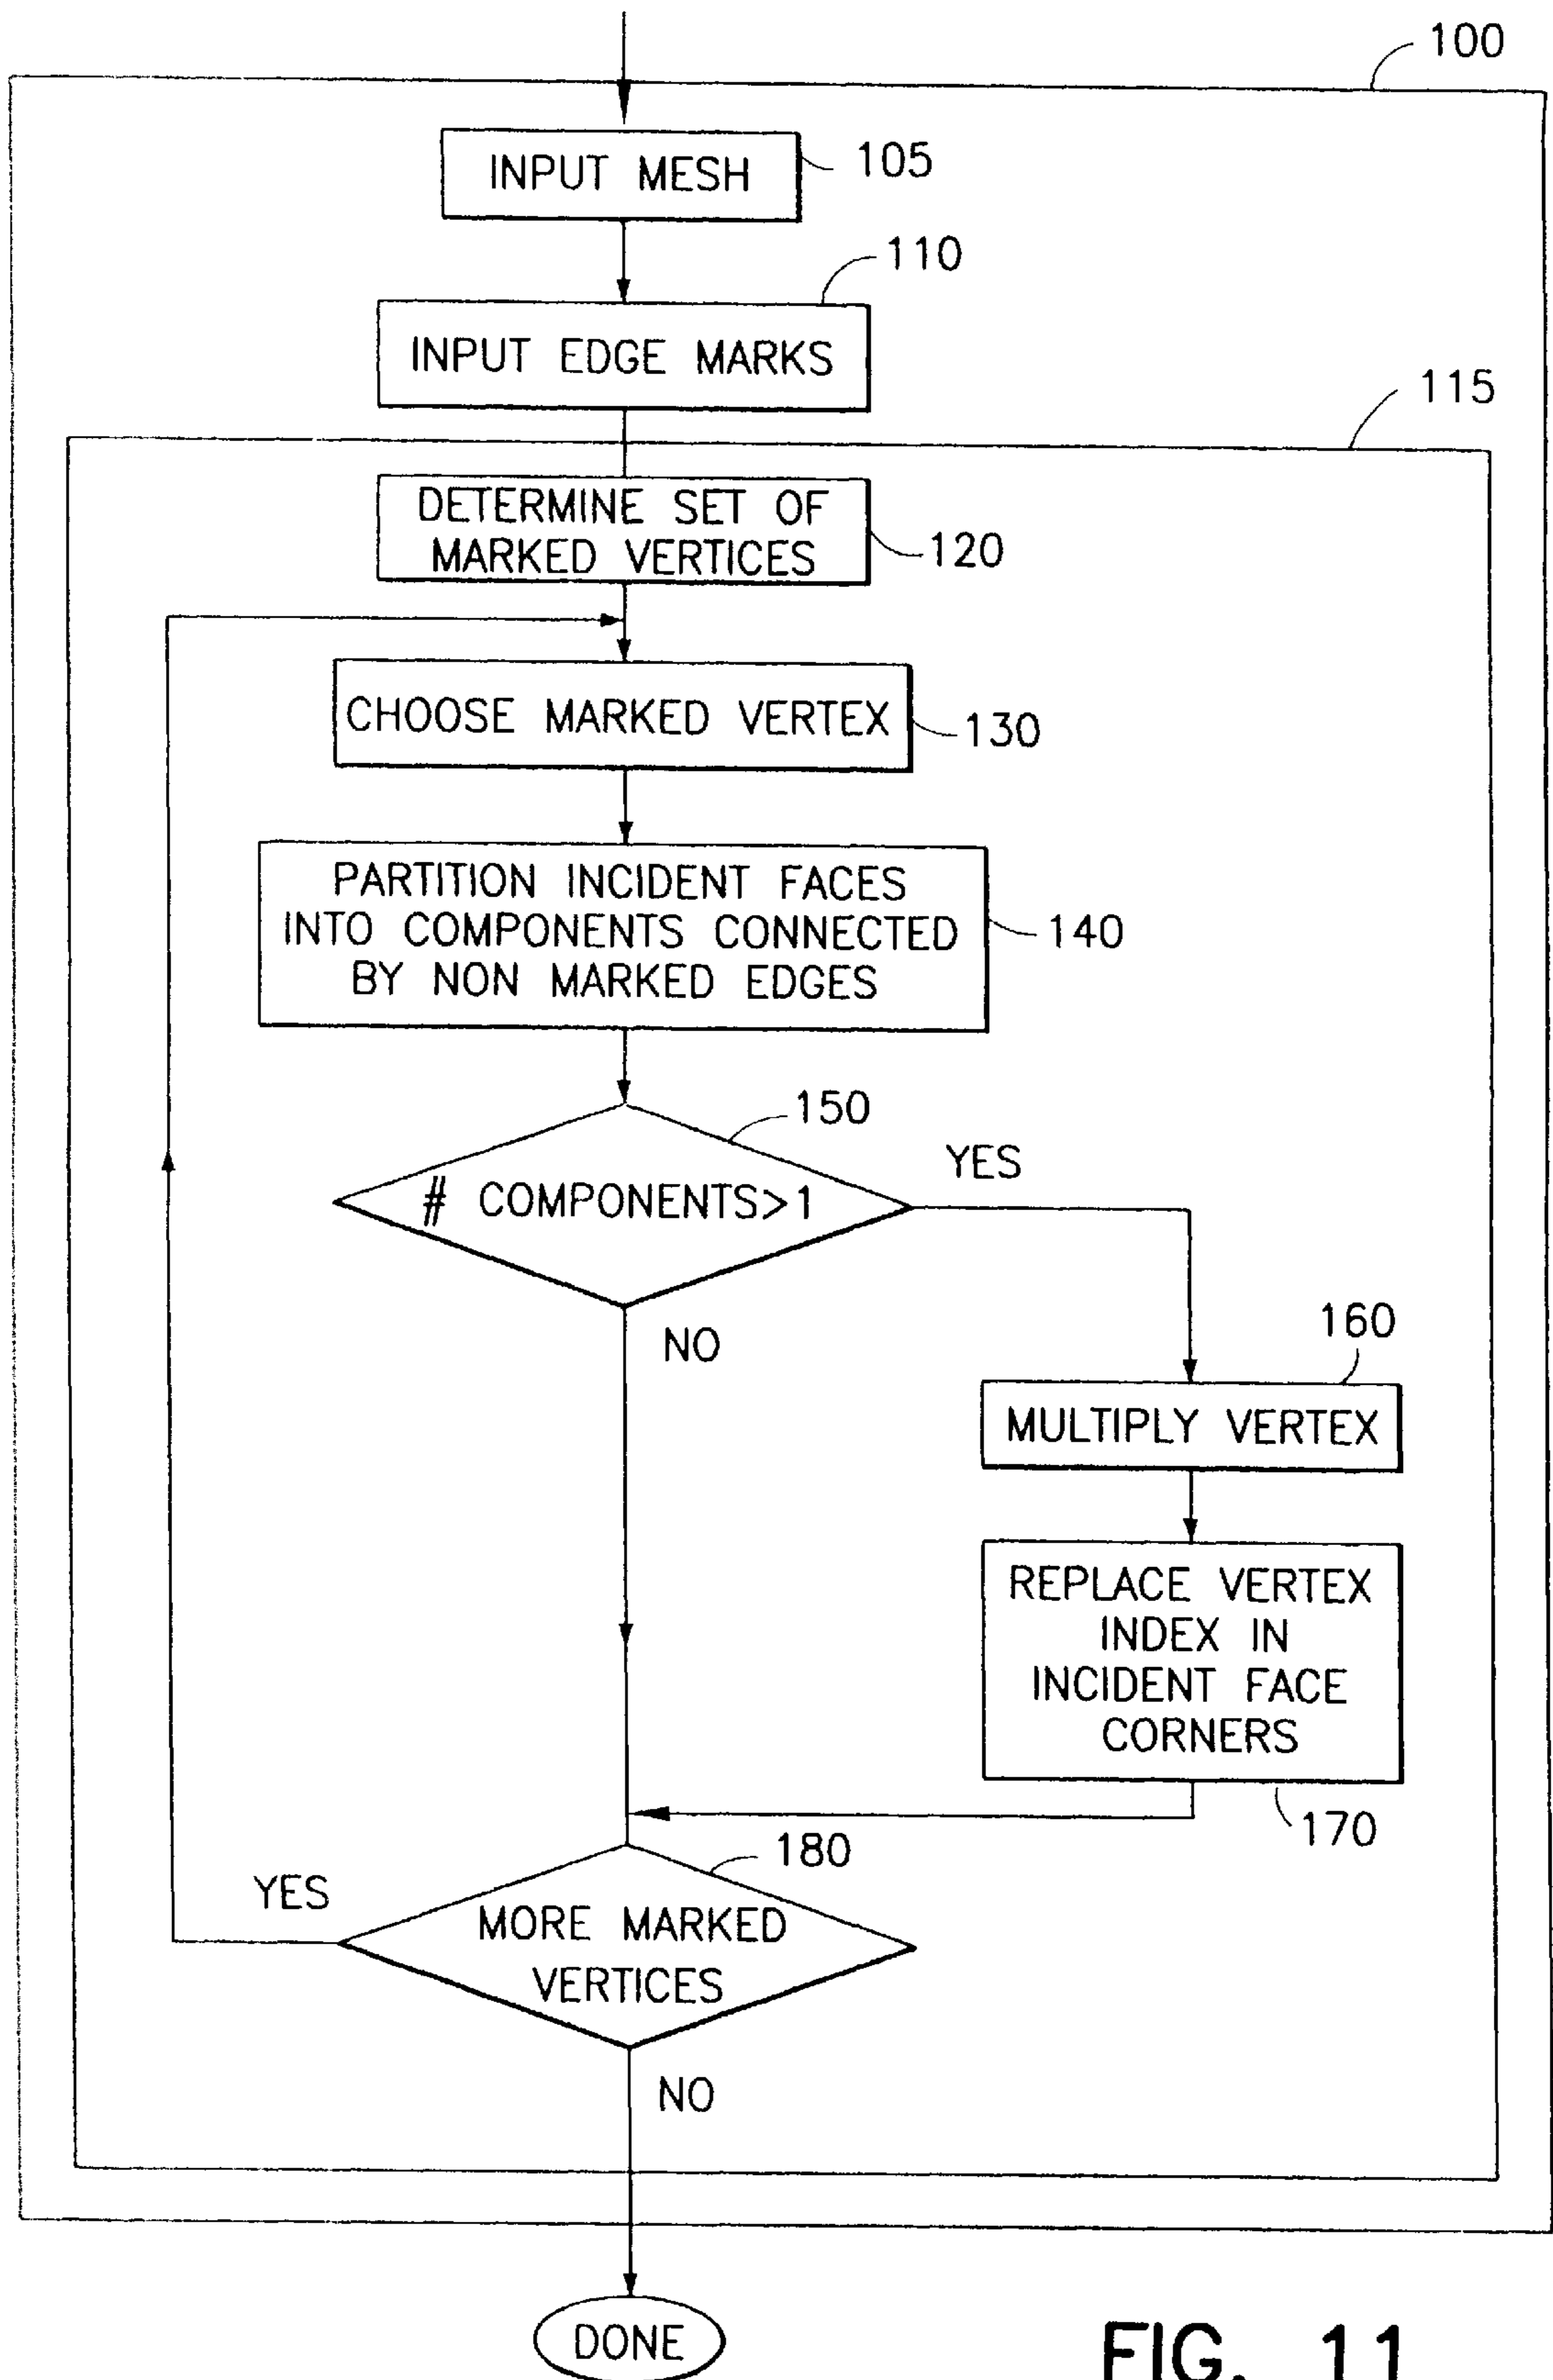 100
INPUT MESH
105
110
INPUT EDGE MARKS
115
DETERMINE SET OF
MARKED VERTICES
120
CHOOSE MARKED VERTEX
130
PARTITION INCIDENT FACES
INTO COMPONENTS CONNECTED
BY NON MARKED EDGES
140
150
# COMPONENTS>1
YES
NO
160
MULTIPLY VERTEX
REPLACE VERTEX
INDEX IN
INCIDENT FACE
CORNERS
170
180
YES
MORE MARKED
VERTICES
NO
DONE
FIG. 11